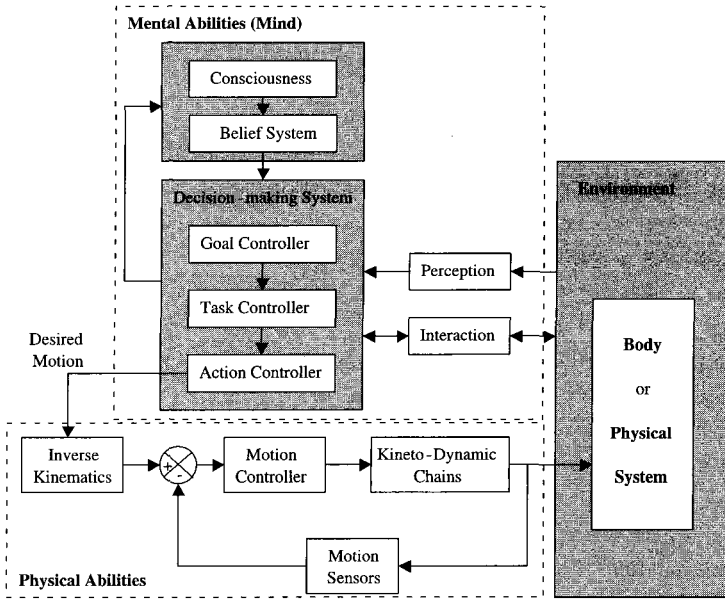 Mental Abilities (Mind)
Consciousness
Belief System
Decision-making System
Goal Controller
Task Controller
Action Controller
Perception
Interaction
Environment
Body
or
Physical
System
Desired
Motion
Inverse
Kinematics
+
-
Motion
Controller
Kineto-Dynamic
Chains
Motion
Sensors
Physical Abilities